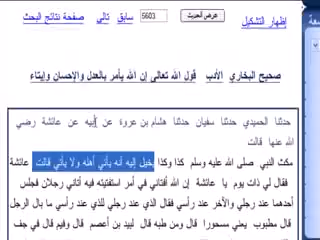 إظهار التشكيل
صفحة نتائج البحث
تالي
سابق
5603
عرض الحديث
صحيح البخاري الأدب قول الله تعالى إن الله يأمر بالعدل والإحسان وإيتاء
حدثنا الحميدي حدثنا سفيان حدثنا هشام بن عروة عن أبيه عن عائشة رضي
الله عنها قالت
مكث النبي صلى الله عليه وسلم كذا وكذا يخيل إليه أنه يأتي أهله ولا يأتي قالت عائشة
فقال لي ذات يوم يا عائشة إن الله أفتاني في أمر استفتيته فيه أتاني رجلان فجلس
أحدهما عند رجلي والآخر عند رأسي فقال الذي عند رجلي للذي عند رأسي ما بال الرجل
قال مطبوب يعني مسحورا قال ومن طبه قال لبيد بن أعصم قال وفيم قال في جف